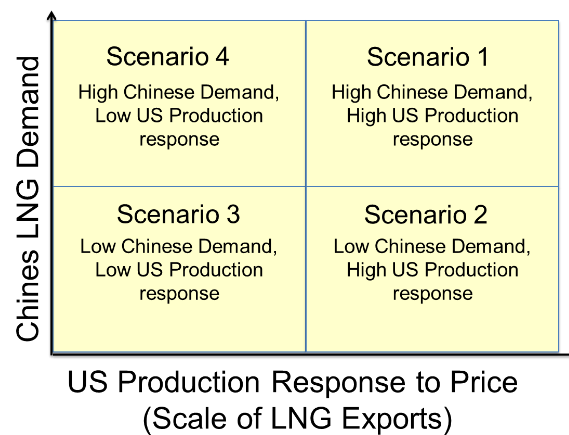 Chines LNG Demand
Scenario 4
High Chinese Demand,
Low US Production
response
Scenario 1
High Chinese Demand,
High US Production
response
Scenario 3
Low Chinese Demand,
Low US Production
response
Scenario 2
Low Chinese Demand,
High US Production
response
US Production Response to Price
(Scale of LNG Exports)